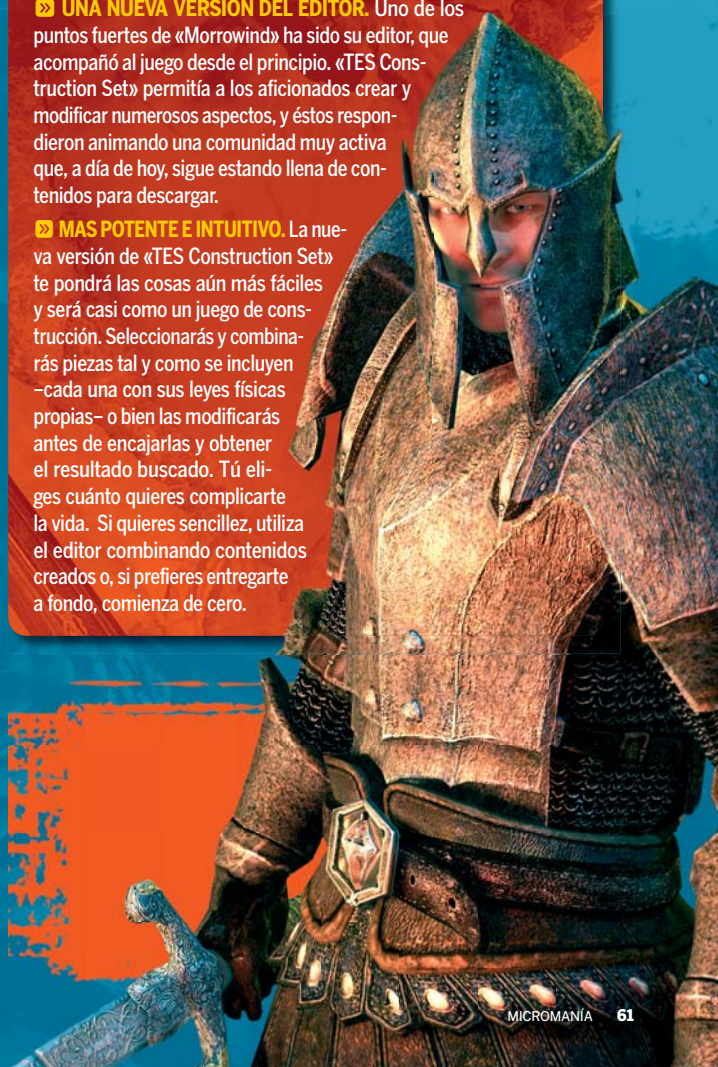 UNA NUEVA VERSIÓN DEL EDITOR. Uno de los
puntos fuertes de «Morrowind» ha sido su editor, que
acompañó al juego desde el principio. «TES Cons-
truction Set» permitía a los aficionados crear y
modificar numerosos aspectos, y éstos respon-
dieron animando una comunidad muy activa
que, a día de hoy, sigue estando llena de con-
tenidos para descargar.
MAS POTENTE E INTUITIVO. La nue-
va versión de «TES Construction Set»
te pondrá las cosas aún más fáciles
y será casi como un juego de cons-
trucción. Seleccionarás y combina-
rás piezas tal y como se incluyen
–cada una con sus leyes físicas
propias– o bien las modificarás
antes de encajarlas y obtener
el resultado buscado. Tú eli-
ges cuánto quieres complicarte
la vida. Si quieres sencillez, utiliza
el editor combinando contenidos
creados o, si prefieres entregarte
a fondo, comienza de cero.
MICROMANÍA 61